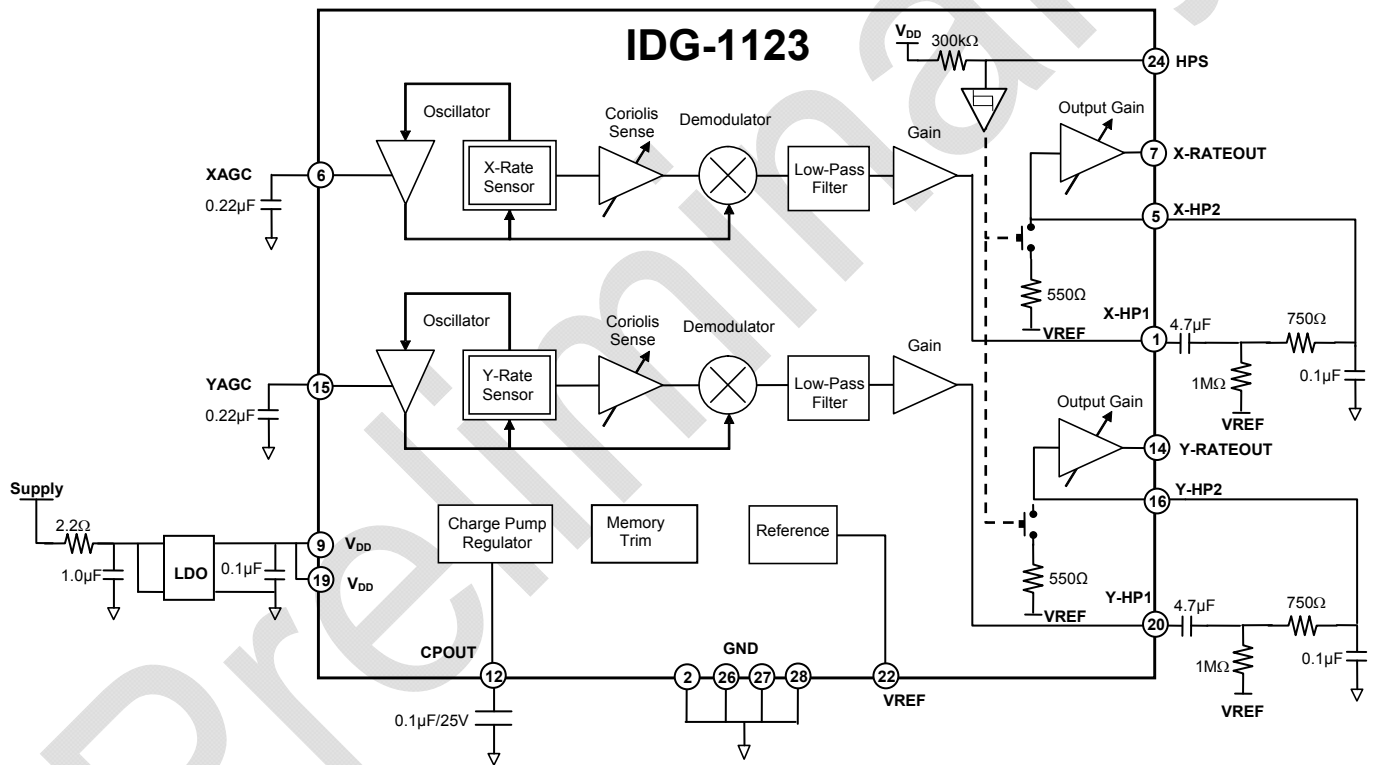 IDG-1123
VDD
300kΩ
24
HPS
Oscillator
Coriolis
Sense
Demodulator
Gain
Output Gain
XAGC
6
0.22µF
X-Rate
Sensor
Low-Pass
Filter
7
X-RATEOUT
5
X-HP2
550Ω
VREF
X-HP1
1
4.7µF
750Ω
1MΩ
VREF
0.1µF
Oscillator
Coriolis
Sense
Demodulator
Gain
YAGC
15
0.22µF
Y-Rate
Sensor
Low-Pass
Filter
Output Gain
14
Y-RATEOUT
16
Y-HP2
550Ω
VREF
Y-HP1
20
4.7µF
750Ω
1MΩ
VREF
0.1µF
Supply
2.2Ω
1.0µF
LDO
0.1µF
9
VDD
19
VDD
Charge Pump
Regulator
Memory
Trim
Reference
CPOUT
12
0.1µF/25V
GND
2
26
27
28
22
VREF
Preliminary